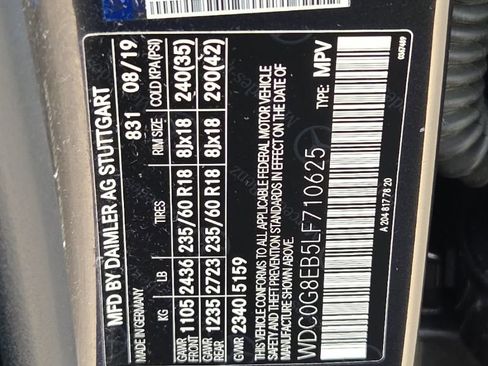 MFD BY DAIMLER AG STUTTGART
MADE IN GERMANY 831 08/19
KG LB TIRES RIM SIZE COLD KPA(PSI)
GAWR FRONT 1105 2436 235/60 R18 8Jx18 240(35)
GAWR REAR 1235 2723 235/60 R18 8Jx18 290(42)
GVWR 2340 5159
THIS VEHICLE CONFORMS TO ALL APPLICABLE FEDERAL MOTOR VEHICLE
SAFETY AND THEFT PREVENTION STANDARDS IN EFFECT ON THE DATE OF
MANUFACTURE SHOWN ABOVE.
TYPE: MPV
WDC0G8EB5LF710625
A 204 817 78 20